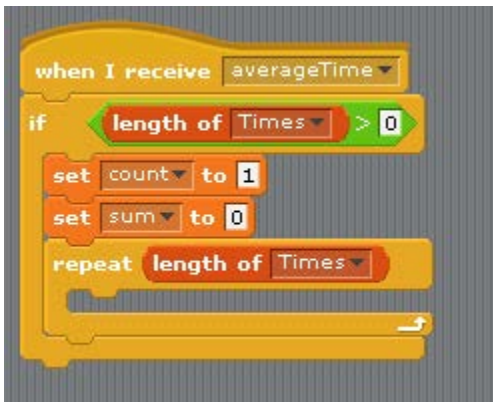 when I receive averageTime
if length of Times > 0
set count to 1
set sum to 0
repeat length of Times